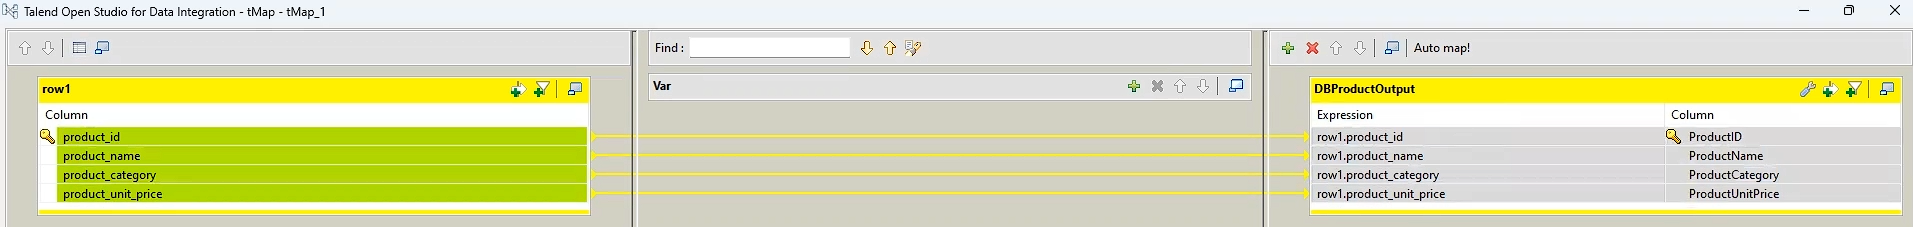 Talend Open Studio for Data Integration - tMap - tMap_1
Find :
Auto map!
row1
Column
product_id
product_name
product_category
product_unit_price
Var
DBProductOutput
Expression Column
row1.product_id ProductID
row1.product_name ProductName
row1.product_category ProductCategory
row1.product_unit_price ProductUnitPrice